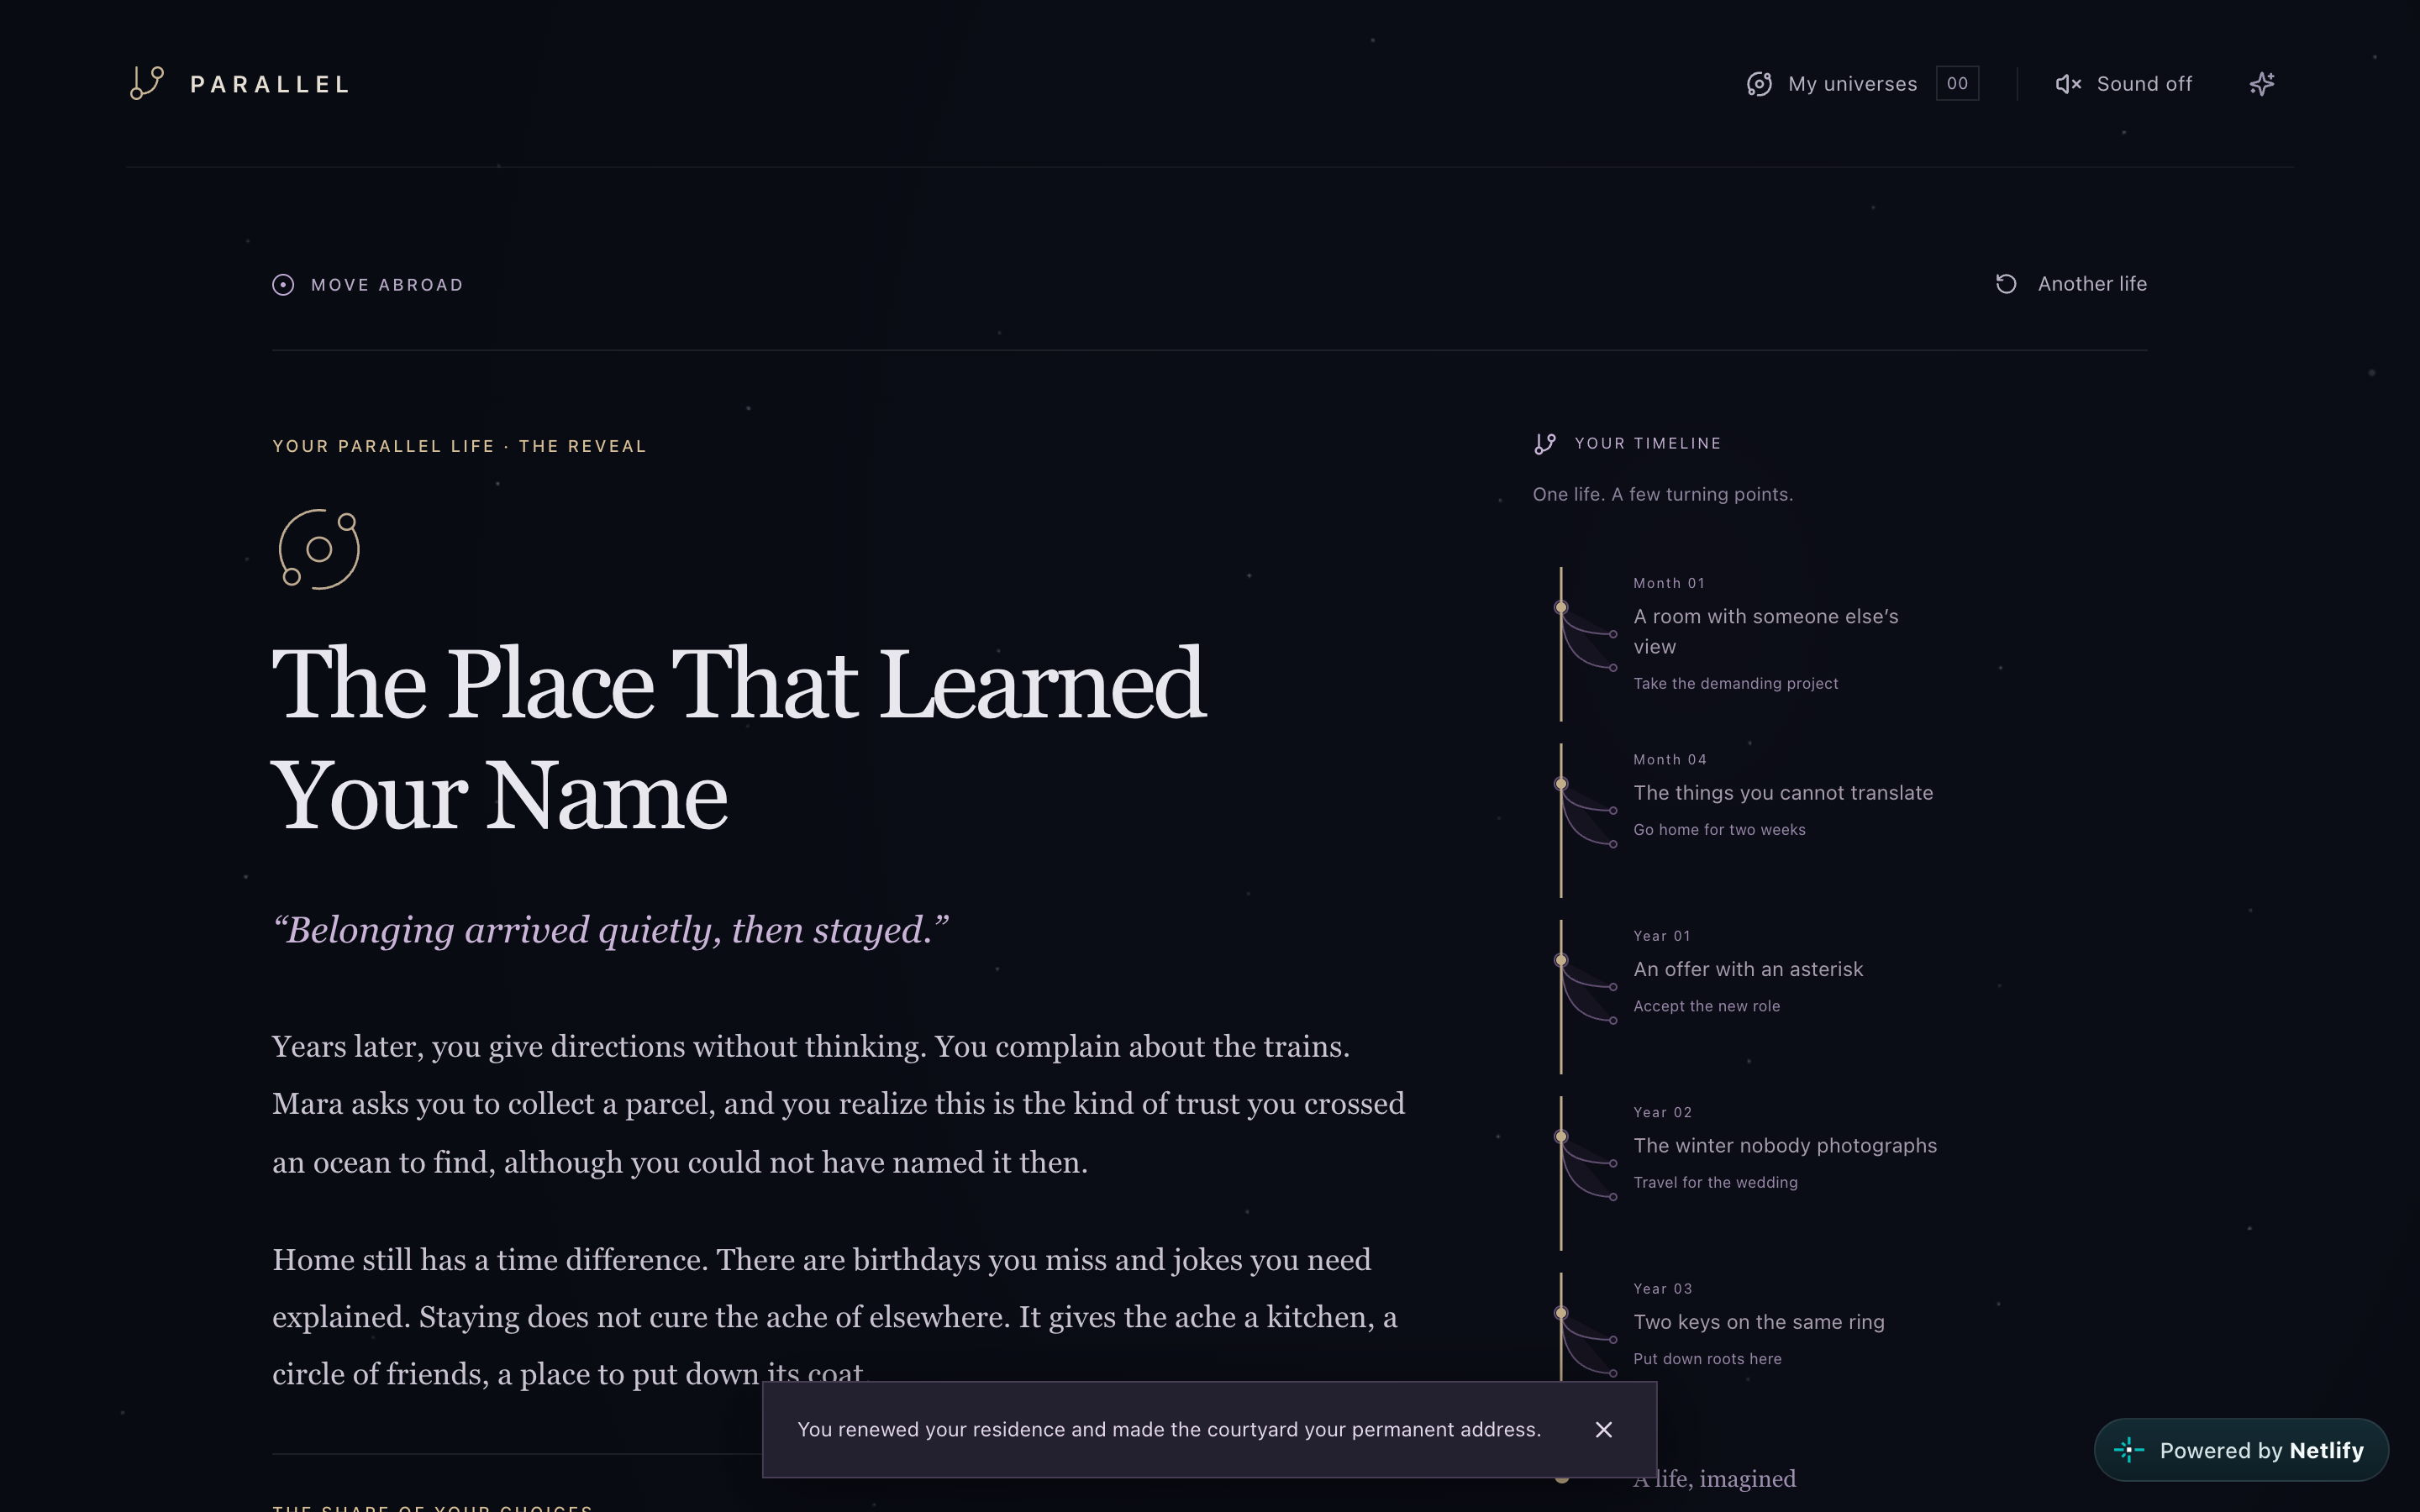 PARALLEL
My universes 00
Sound off
MOVE ABROAD
Another life
YOUR PARALLEL LIFE · THE REVEAL
The Place That Learned
Your Name
“Belonging arrived quietly, then stayed.”
Years later, you give directions without thinking. You complain about the trains.
Mara asks you to collect a parcel, and you realize this is the kind of trust you crossed
an ocean to find, although you could not have named it then.
Home still has a time difference. There are birthdays you miss and jokes you need
explained. Staying does not cure the ache of elsewhere. It gives the ache a kitchen, a
circle of friends, a place to put down its coat.
THE SHAPE OF YOUR CHOICES
YOUR TIMELINE
One life. A few turning points.
Month 01
A room with someone else’s
view
Take the demanding project
Month 04
The things you cannot translate
Go home for two weeks
Year 01
An offer with an asterisk
Accept the new role
Year 02
The winter nobody photographs
Travel for the wedding
Year 03
Two keys on the same ring
Put down roots here
A life, imagined
You renewed your residence and made the courtyard your permanent address.
Powered by Netlify